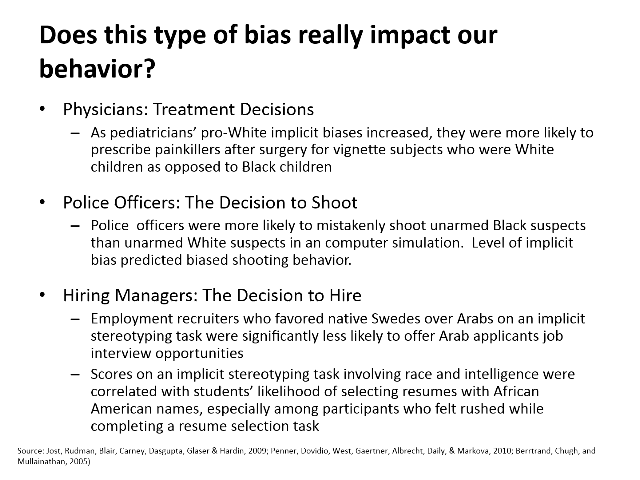 Does this type of bias really impact our
behavior?
• Physicians: Treatment Decisions
– As pediatricians’ pro-White implicit biases increased, they were more likely to
prescribe painkillers after surgery for vignette subjects who were White
children as opposed to Black children
• Police Officers: The Decision to Shoot
– Police officers were more likely to mistakenly shoot unarmed Black suspects
than unarmed White suspects in an computer simulation. Level of implicit
bias predicted biased shooting behavior.
• Hiring Managers: The Decision to Hire
– Employment recruiters who favored native Swedes over Arabs on an implicit
stereotyping task were significantly less likely to offer Arab applicants job
interview opportunities
– Scores on an implicit stereotyping task involving race and intelligence were
correlated with students’ likelihood of selecting resumes with African
American names, especially among participants who felt rushed while
completing a resume selection task
Source: Jost, Rudman, Blair, Carney, Dasgupta, Glaser & Hardin, 2009; Penner, Dovidio, West, Gaertner, Albrecht, Daily, & Markova, 2010; Berrtrand, Chugh, and
Mullainathan, 2005)